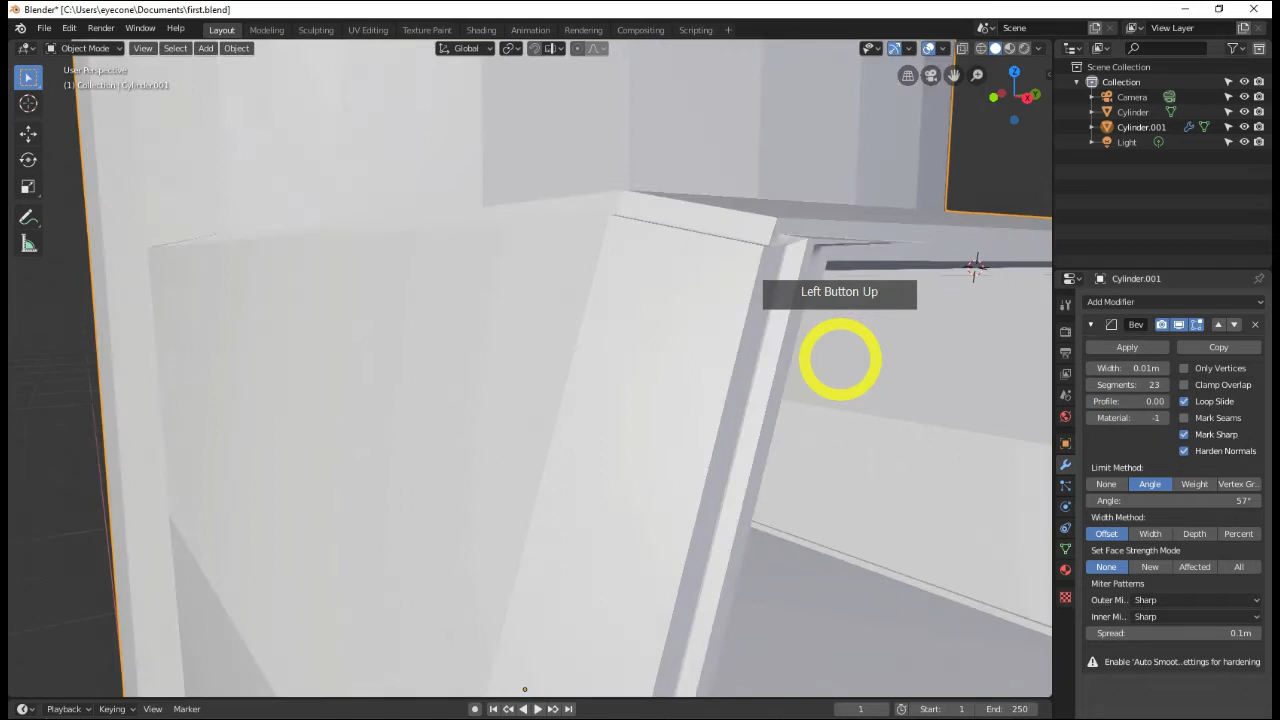 Blender* [C:\Users\eyecone\Documents\first.blend]
File Edit Render Window Help
Layout Modeling Sculpting UV Editing Texture Paint Shading Animation Rendering Compositing Scripting +
Scene
View Layer
Object Mode View Select Add Object
Global
User Perspective
(1) Collection | Cylinder.001
Z
X
Y
Left Button Up
Scene Collection
Collection
Camera
Cylinder
Cylinder.001
Light
Cylinder.001
Add Modifier
Bev
Apply Copy
Width: 0.01m Only Vertices
Segments: 23 Clamp Overlap
Profile: 0.00 Loop Slide
Material: -1 Mark Seams
Mark Sharp
Harden Normals
Limit Method:
None Angle Weight Vertex Gr...
Angle: 57°
Width Method:
Offset Width Depth Percent
Set Face Strength Mode
None New Affected All
Miter Patterns
Outer Mi.. Sharp
Inner Mi... Sharp
Spread: 0.1m
Enable 'Auto Smoot...ettings for hardening
Playback Keying View Marker
1
Start: 1 End: 250